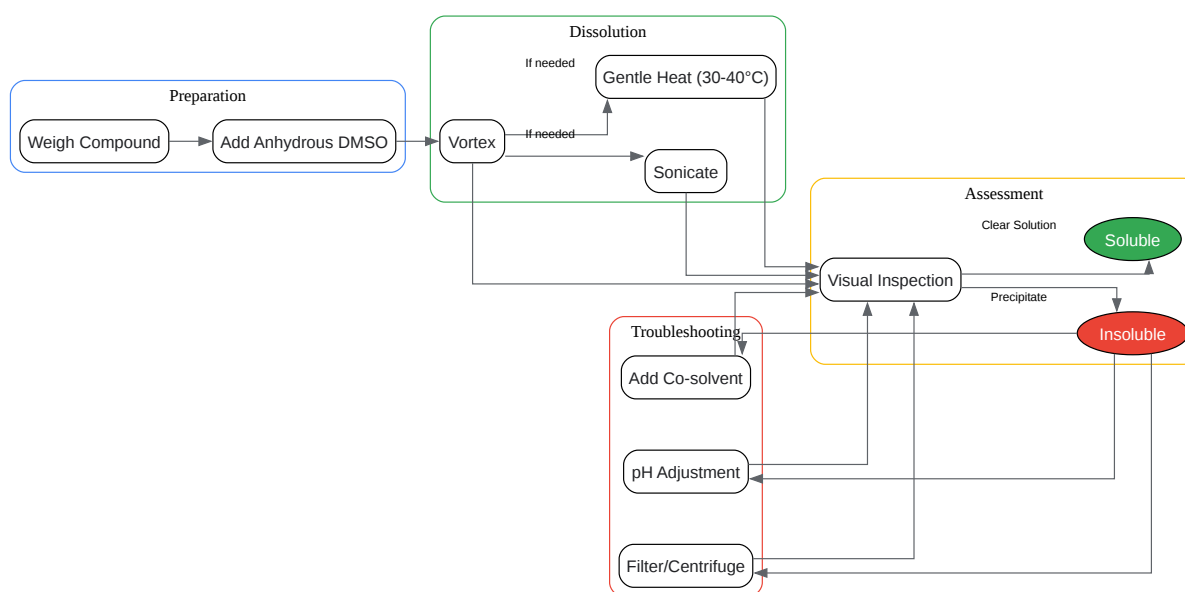 Dissolution
If needed
Gentle Heat (30-40°C)
Preparation
Weigh Compound
Add Anhydrous DMSO
Vortex
If needed
Sonicate
Assessment
Clear Solution
Soluble
Visual Inspection
Precipitate
Insoluble
Troubleshooting
Add Co-solvent
pH Adjustment
Filter/Centrifuge